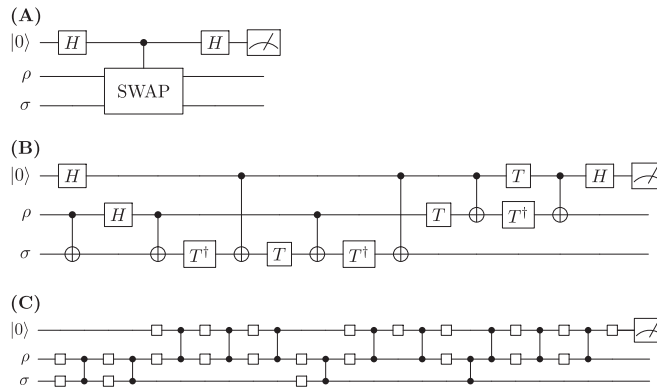 (A)
|0⟩ H H
ρ
SWAP
σ
(B)
|0⟩ H T H
ρ H T T†
σ T† T T†
(C)
|0⟩
ρ
σ